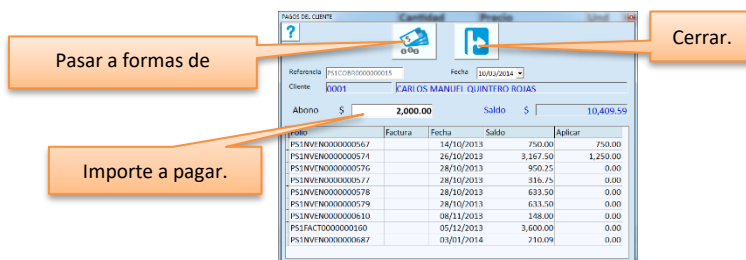 PAGOS DEL CLIENTE
Cantidad Precio Und
?
Cerrar.
Pasar a formas de
Referencia PS1COBR0000000015 Fecha 10/03/2014
Cliente 0001 CARLOS MANUEL QUINTERO ROJAS
Abono $ 2,000.00 Saldo $ 10,409.59
Importe a pagar.
Folio Factura Fecha Saldo Aplicar
PS1NVEN0000000567 14/10/2013 750.00 750.00
PS1NVEN0000000574 26/10/2013 3,167.50 1,250.00
PS1NVEN0000000576 28/10/2013 950.25 0.00
PS1NVEN0000000577 28/10/2013 316.75 0.00
PS1NVEN0000000578 28/10/2013 633.50 0.00
PS1NVEN0000000579 28/10/2013 633.50 0.00
PS1NVEN0000000610 08/11/2013 148.00 0.00
PS1FACT0000000160 05/12/2013 3,600.00 0.00
PS1NVEN0000000687 03/01/2014 210.09 0.00